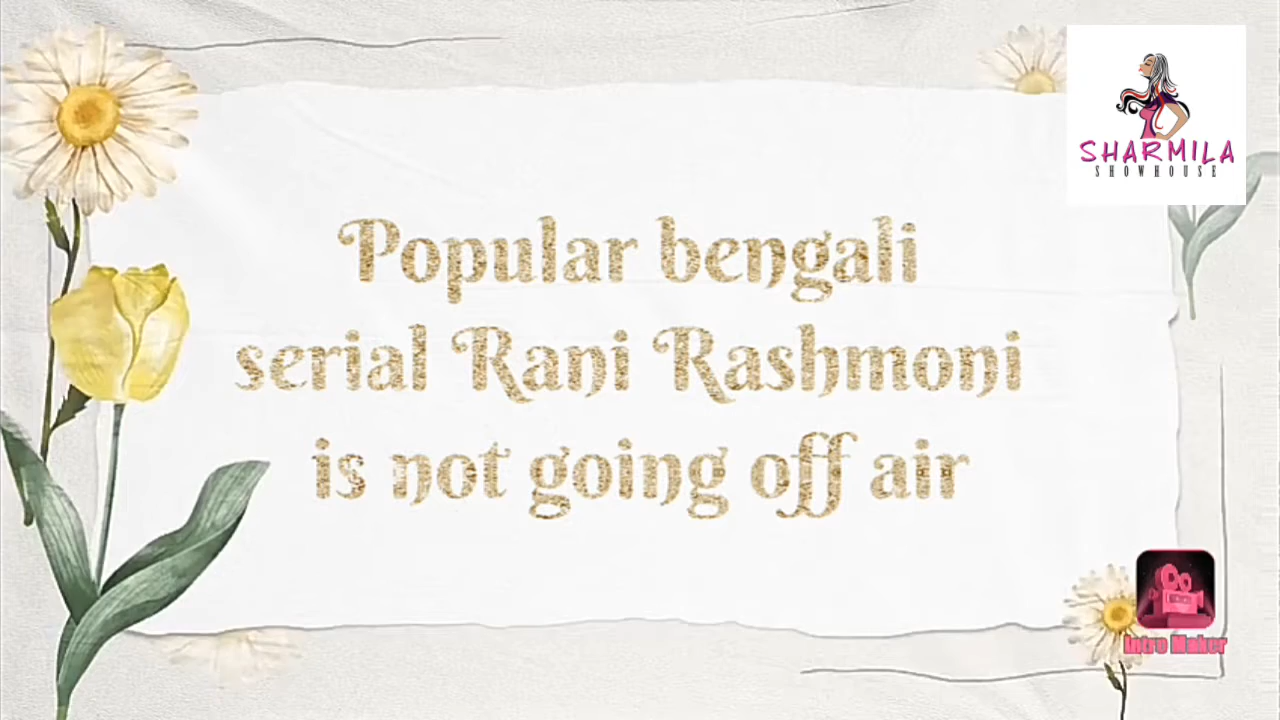 SHARMILA
SHOWHOUSE
Popular bengali
serial Rani Rashmoni
is not going off air
Intro Maker